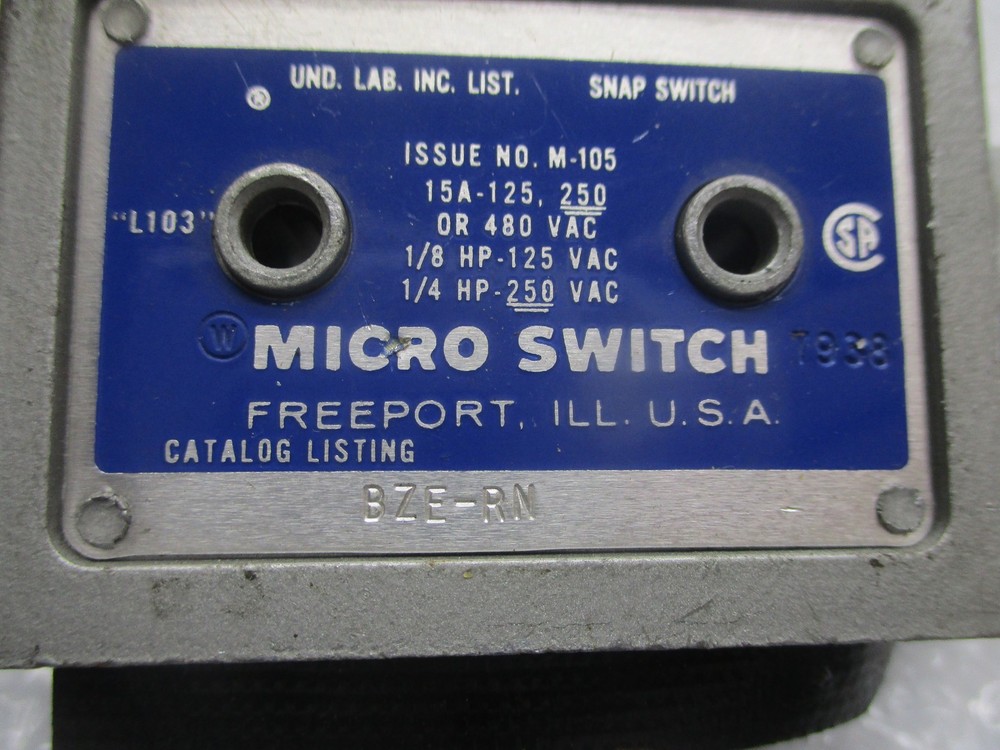 UND. LAB. INC. LIST. SNAP SWITCH
®
ISSUE NO. M-105
15A-125, 250
"L103" OR 480 VAC SA
1/8 HP-125 VAC
1/4 HP-250 VAC
W MICRO SWITCH 7938
FREEPORT, ILL. U.S.A.
CATALOG LISTING
BZE-RN